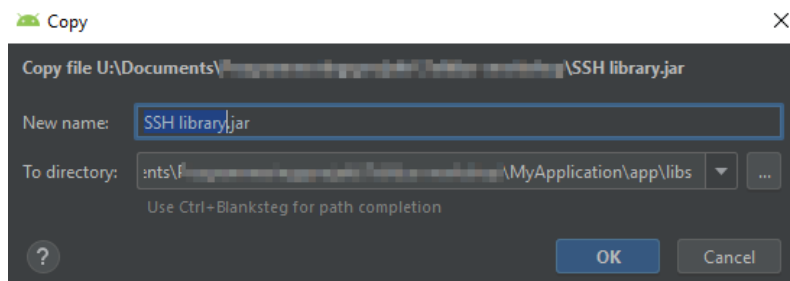 Copy
Copy file U:\Documents\ \SSH library.jar
New name: SSH library.jar
To directory: :nts\ \MyApplication\app\libs ...
Use Ctrl+Blanksteg for path completion
? OK Cancel